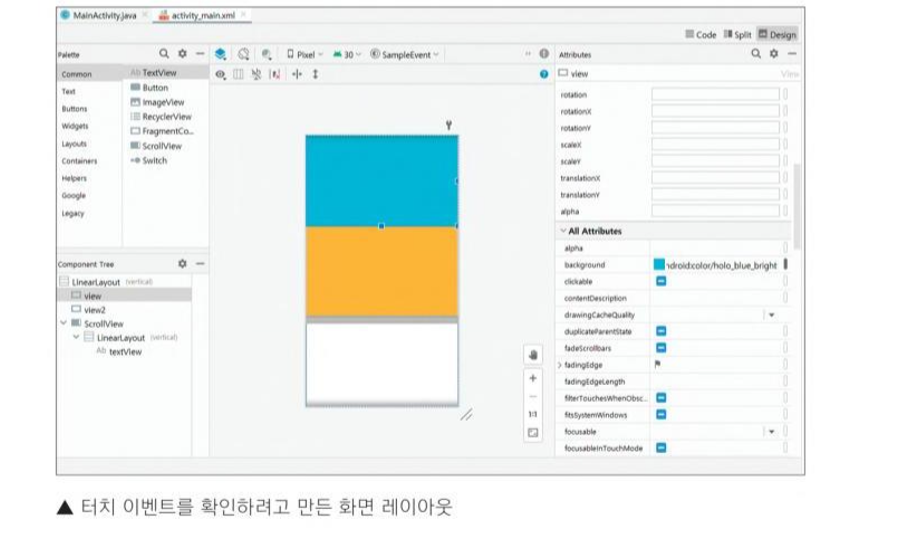 MainActivity.java
activity_main.xml
Code
Split
Design
Palette
Common
Text
Buttons
Widgets
Layouts
Containers
Helpers
Google
Legacy
Ab TextView
Button
ImageView
RecyclerView
FragmentCo...
ScrollView
Switch
Pixel
30
SampleEvent
Component Tree
LinearLayout (vertical)
view
view2
ScrollView
LinearLayout (vertical)
Ab textView
1:1
Attributes
view
View
rotation
rotationX
rotationY
scaleX
scaleY
translationX
translationY
alpha
All Attributes
alpha
background
ndroid:color/holo_blue_bright
clickable
contentDescription
drawingCacheQuality
duplicateParentState
fadeScrollbars
fadingEdge
fadingEdgeLength
filterTouchesWhenObsc...
fitsSystemWindows
focusable
focusableInTouchMode
▲ 터치 이벤트를 확인하려고 만든 화면 레이아웃